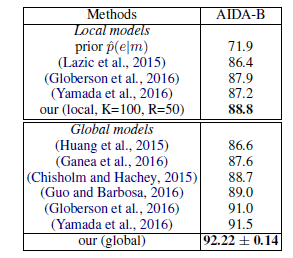 Methods AIDA-B
Local models
prior p̂(e|m) 71.9
(Lazic et al., 2015) 86.4
(Globerson et al., 2016) 87.9
(Yamada et al., 2016) 87.2
our (local, K=100, R=50) 88.8
Global models
(Huang et al., 2015) 86.6
(Ganea et al., 2016) 87.6
(Chisholm and Hachey, 2015) 88.7
(Guo and Barbosa, 2016) 89.0
(Globerson et al., 2016) 91.0
(Yamada et al., 2016) 91.5
our (global) 92.22 ± 0.14